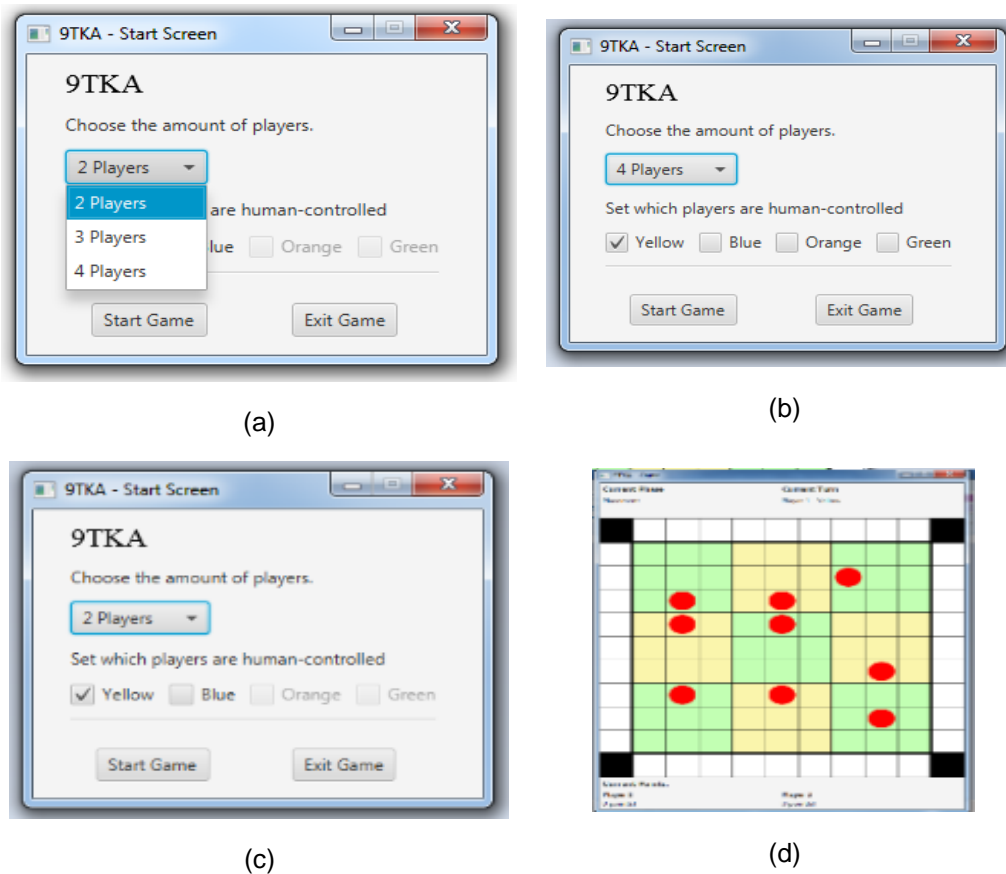 9TKA - Start Screen
9TKA
Choose the amount of players.
2 Players
2 Players
are human-controlled
3 Players
lue Orange Green
4 Players
Start Game Exit Game
(a)
9TKA - Start Screen
9TKA
Choose the amount of players.
4 Players
Set which players are human-controlled
Yellow Blue Orange Green
Start Game Exit Game
(b)
9TKA - Start Screen
9TKA
Choose the amount of players.
2 Players
Set which players are human-controlled
Yellow Blue Orange Green
Start Game Exit Game
(c)
Current Phase Current Turn
Player 1
(d)